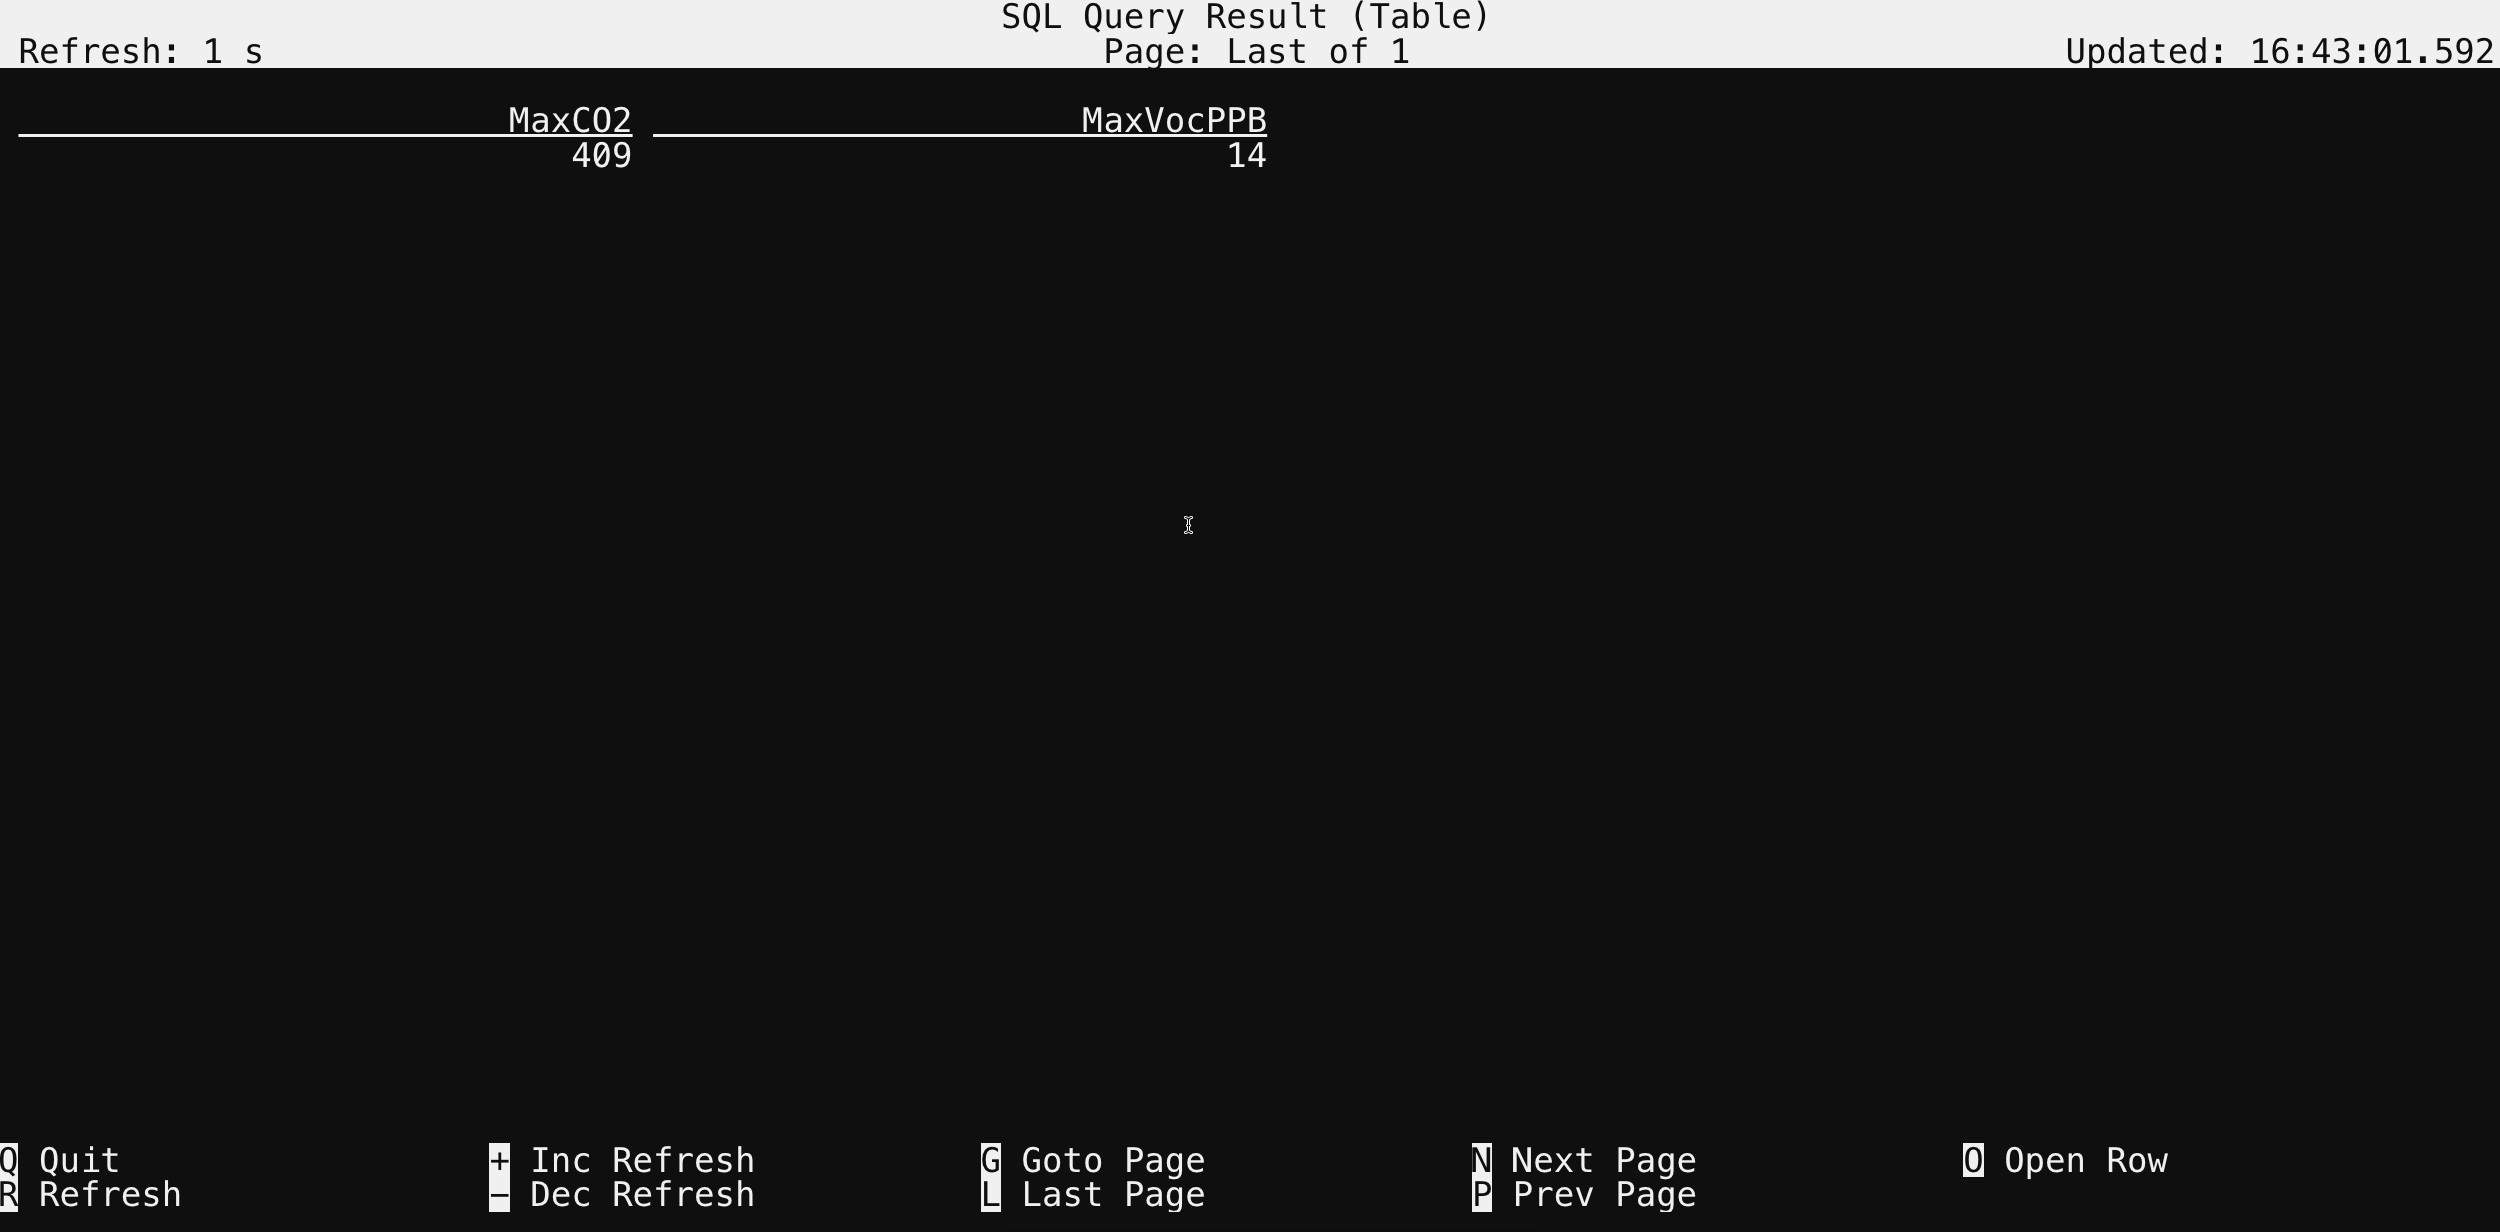 SQL Query Result (Table)
Refresh: 1 s Page: Last of 1 Updated: 16:43:01.592
MaxCO2 MaxVocPPB
409 14
Q Quit + Inc Refresh G Goto Page N Next Page O Open Row
R Refresh - Dec Refresh L Last Page P Prev Page